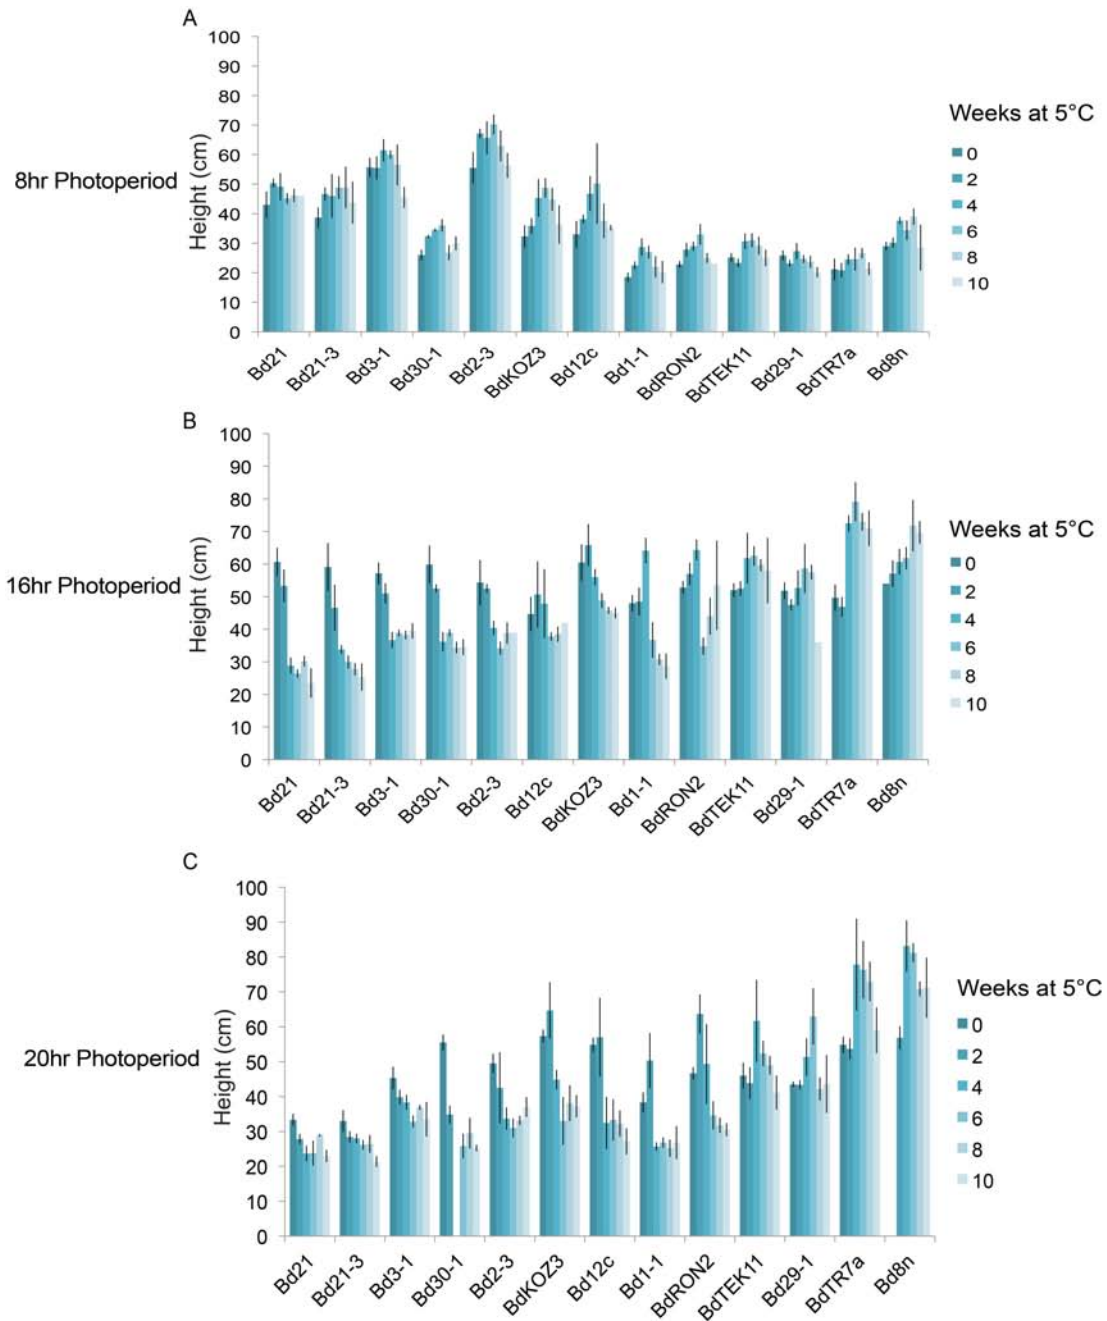 A
100
90
80
70
60
50
40
30
20
10
0
Height (cm)
8hr Photoperiod
Weeks at 5°C
0
2
4
6
8
10
Bd21
Bd21-3
Bd3-1
Bd30-1
Bd2-3
BdKOZ3
Bd12c
Bd1-1
BdRON2
BdTEK11
Bd29-1
BdTR7a
Bd8n
B
100
90
80
70
60
50
40
30
20
10
0
Height (cm)
16hr Photoperiod
Weeks at 5°C
0
2
4
6
8
10
Bd21
Bd21-3
Bd3-1
Bd30-1
Bd2-3
Bd12c
BdKOZ3
Bd1-1
BdRON2
BdTEK11
Bd29-1
BdTR7a
Bd8n
C
100
90
80
70
60
50
40
30
20
10
0
Height (cm)
20hr Photoperiod
Weeks at 5°C
0
2
4
6
8
10
Bd21
Bd21-3
Bd3-1
Bd30-1
Bd2-3
BdKOZ3
Bd12c
Bd1-1
BdRON2
BdTEK11
Bd29-1
BdTR7a
Bd8n